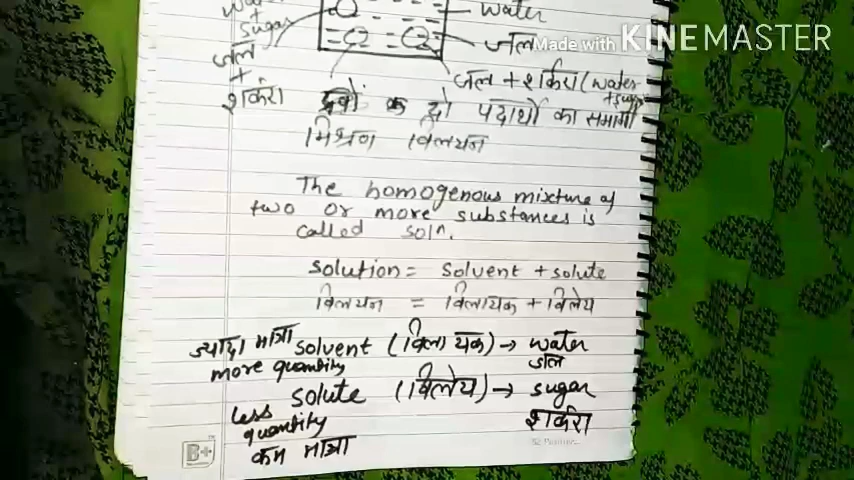 water
+
sugar
जल
+
शर्करा
water
जल
Made with KINEMASTER
जल + शर्करा (water
+ sugar
दो पदार्थों का समांगी
मिश्रण विलयन
The homogenous mixture of
two or more substances is
called soln.
solution = solvent + solute
विलयन = विलायक + विलेय
ज्यादा मात्रा solvent (विलायक) → water
more quantity जल
solute (विलेय) → sugar
less
quantity शर्करा
कम मात्रा
B+